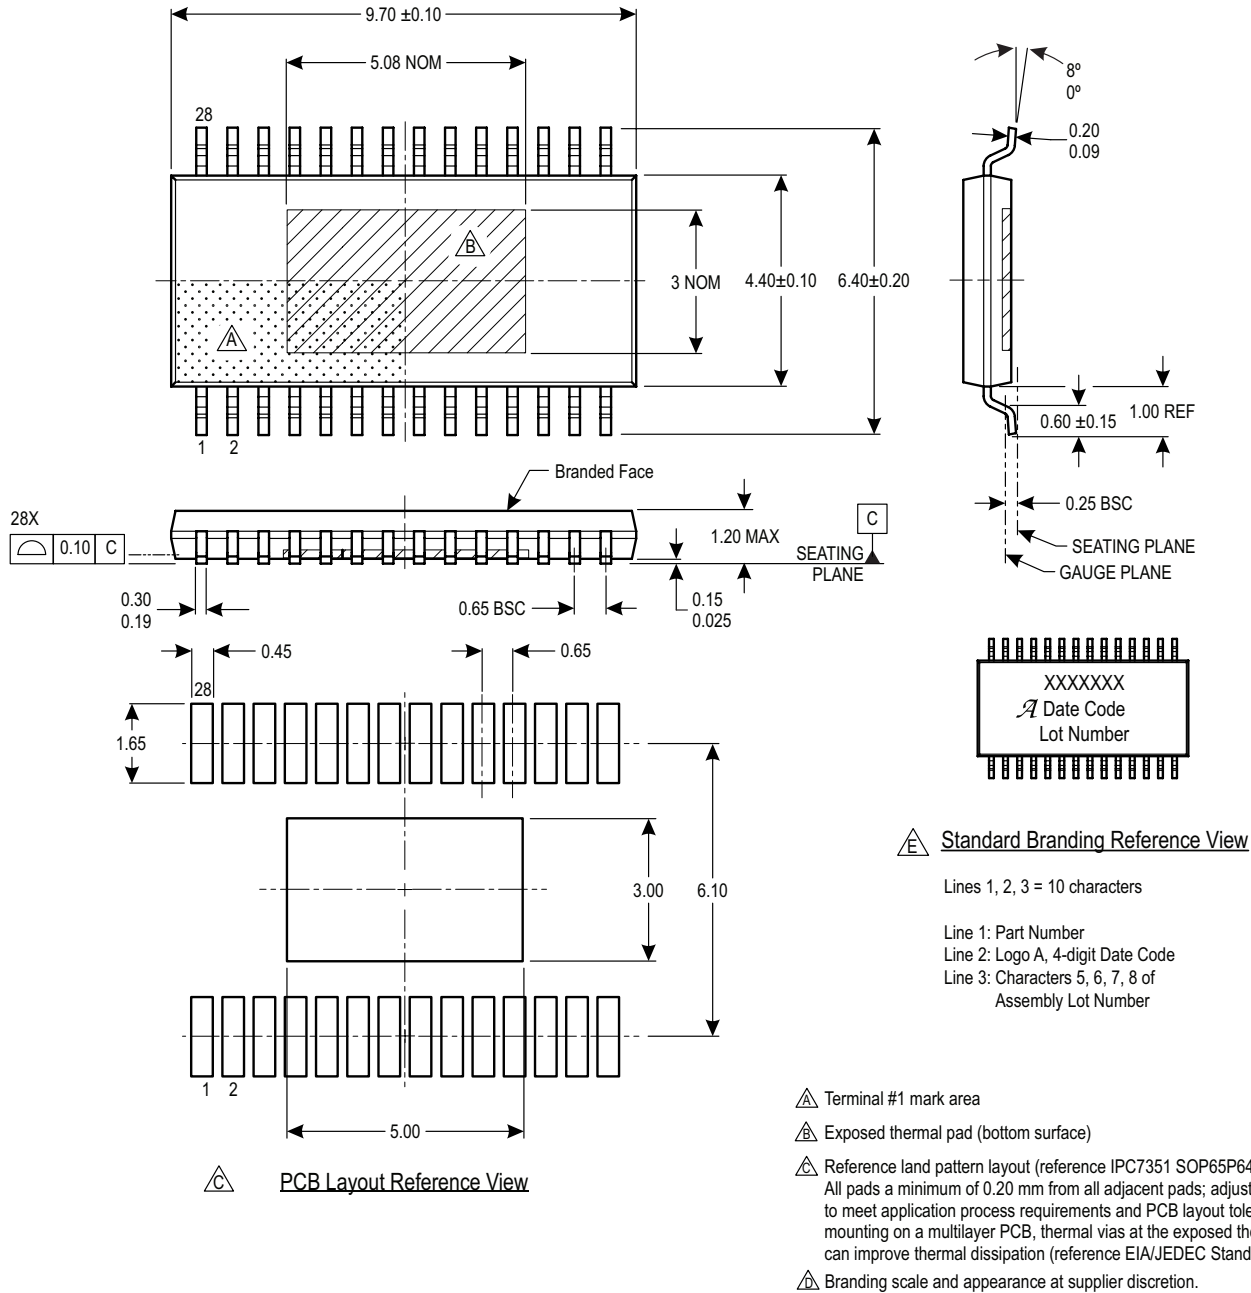 9.70 ±0.10
5.08 NOM
28
8º
0º
0.20
0.09
B
A
3 NOM
4.40±0.10
6.40±0.20
1 2
0.60 ±0.15
1.00 REF
0.25 BSC
SEATING PLANE
GAUGE PLANE
Branded Face
28X
0.10 C
1.20 MAX
C
SEATING
PLANE
0.30
0.19
0.65 BSC
0.15
0.025
0.45
0.65
28
1.65
3.00
6.10
1 2
5.00
C PCB Layout Reference View
XXXXXXX
A Date Code
Lot Number
E Standard Branding Reference View
Lines 1, 2, 3 = 10 characters
Line 1: Part Number
Line 2: Logo A, 4-digit Date Code
Line 3: Characters 5, 6, 7, 8 of
Assembly Lot Number
A Terminal #1 mark area
B Exposed thermal pad (bottom surface)
C Reference land pattern layout (reference IPC7351 SOP65P64
All pads a minimum of 0.20 mm from all adjacent pads; adjust
to meet application process requirements and PCB layout tole
mounting on a multilayer PCB, thermal vias at the exposed the
can improve thermal dissipation (reference EIA/JEDEC Stand
D Branding scale and appearance at supplier discretion.